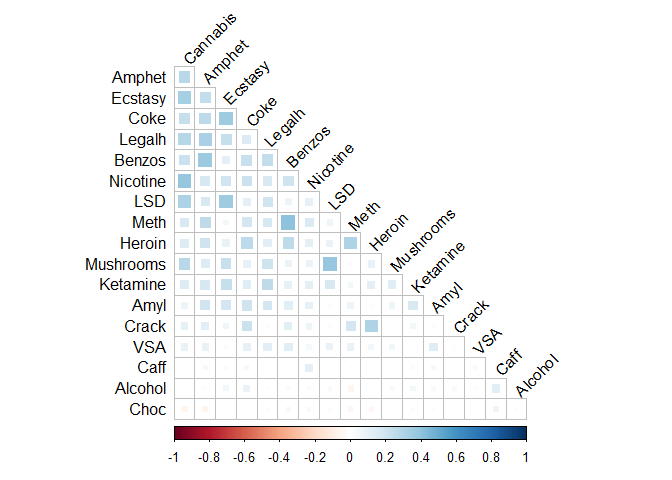 Cannabis
Amphet
Ecstasy
Coke
Legalh
Benzos
Nicotine
LSD
Meth
Heroin
Mushrooms
Ketamine
Amyl
Crack
VSA
Caff
Alcohol
Amphet
Ecstasy
Coke
Legalh
Benzos
Nicotine
LSD
Meth
Heroin
Mushrooms
Ketamine
Amyl
Crack
VSA
Caff
Alcohol
Choc
-1 -0.8 -0.6 -0.4 -0.2 0 0.2 0.4 0.6 0.8 1